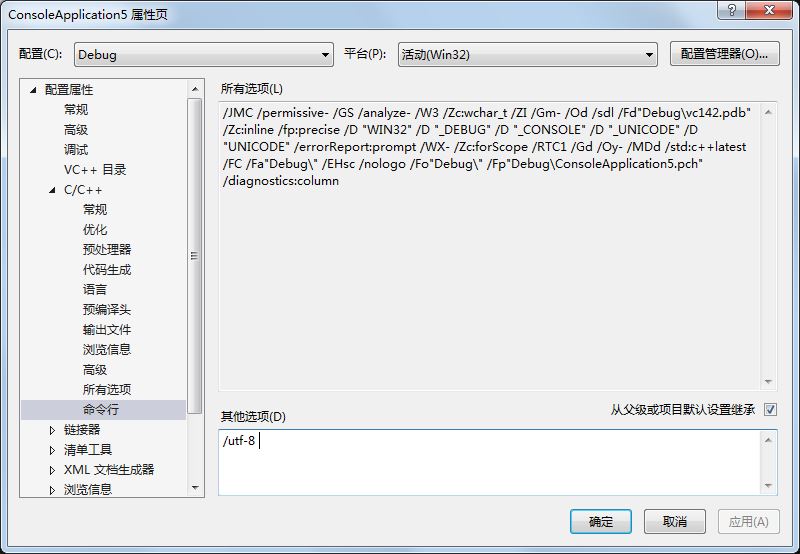 ConsoleApplication5 属性页
配置(C): Debug 平台(P): 活动(Win32) 配置管理器(O)...
配置属性
常规
高级
调试
VC++ 目录
C/C++
常规
优化
预处理器
代码生成
语言
预编译头
输出文件
浏览信息
高级
所有选项
命令行
链接器
清单工具
XML 文档生成器
浏览信息
所有选项(L)
/JMC /permissive- /GS /analyze- /W3 /Zc:wchar_t /ZI /Gm- /Od /sdl /Fd"Debug\vc142.pdb"
/Zc:inline /fp:precise /D "WIN32" /D "_DEBUG" /D "_CONSOLE" /D "_UNICODE" /D
"UNICODE" /errorReport:prompt /WX- /Zc:forScope /RTC1 /Gd /Oy- /MDd /std:c++latest
/FC /Fa"Debug\" /EHsc /nologo /Fo"Debug\" /Fp"Debug\ConsoleApplication5.pch"
/diagnostics:column
从父级或项目默认设置继承
其他选项(D)
/utf-8
确定 取消 应用(A)